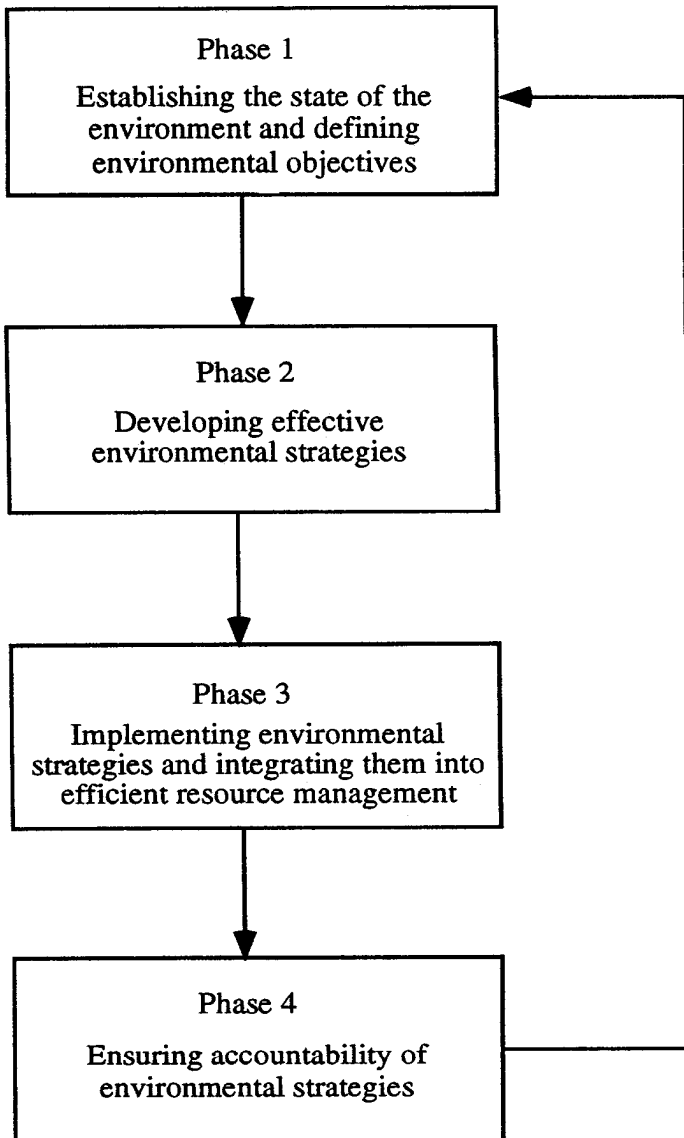 Phase 1
Establishing the state of the
environment and defining
environmental objectives
Phase 2
Developing effective
environmental strategies
Phase 3
Implementing environmental
strategies and integrating them into
efficient resource management
Phase 4
Ensuring accountability of
environmental strategies